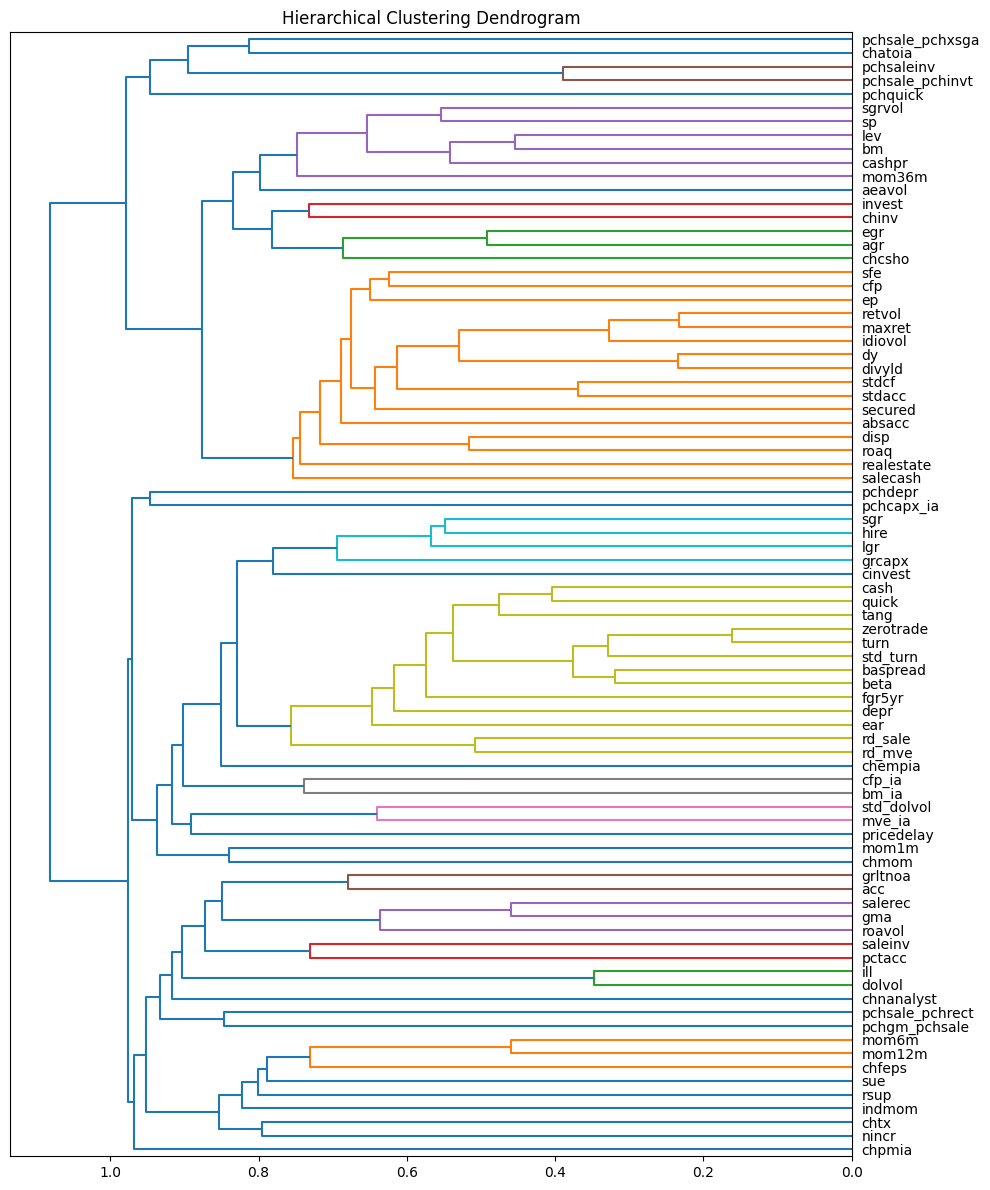 Hierarchical Clustering Dendrogram
pchsale_pchxsga
chatoia
pchsaleinv
pchsale_pchinvt
pchquick
sgrvol
sp
lev
bm
cashpr
mom36m
aeavol
invest
chinv
egr
agr
chcsho
sfe
cfp
ep
retvol
maxret
idiovol
dy
divyld
stdcf
stdacc
secured
absacc
disp
roaq
realestate
salecash
pchdepr
pchcapx_ia
sgr
hire
lgr
grcapx
cinvest
cash
quick
tang
zerotrade
turn
std_turn
baspread
beta
fgr5yr
depr
ear
rd_sale
rd_mve
chempia
cfp_ia
bm_ia
std_dolvol
mve_ia
pricedelay
mom1m
chmom
grltnoa
acc
salerec
gma
roavol
saleinv
pctacc
ill
dolvol
chnanalyst
pchsale_pchrect
pchgm_pchsale
mom6m
mom12m
chfeps
sue
rsup
indmom
chtx
nincr
chpmia
1.0 0.8 0.6 0.4 0.2 0.0